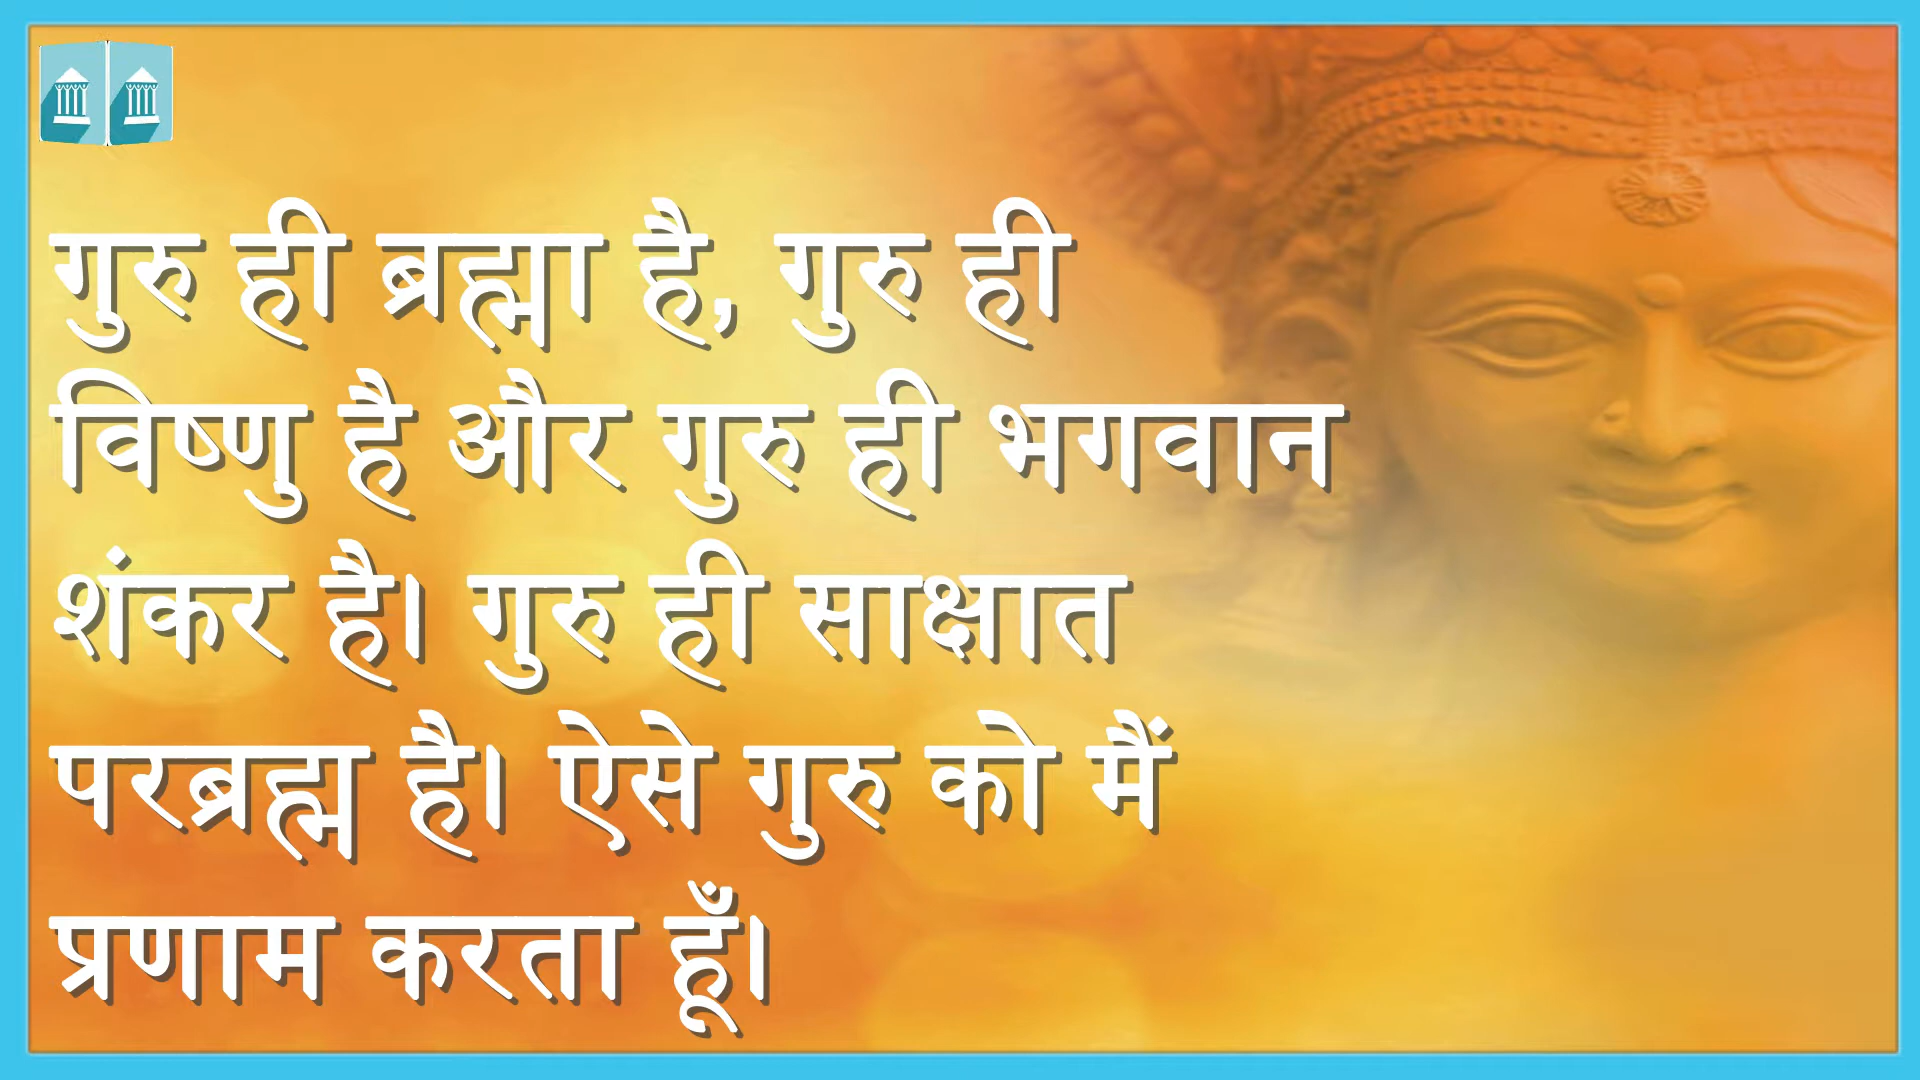 गुरु ही ब्रह्मा है, गुरु ही
विष्णु है और गुरु ही भगवान
शंकर है। गुरु ही साक्षात
परब्रह्म है। ऐसे गुरु को मैं
प्रणाम करता हूँ।